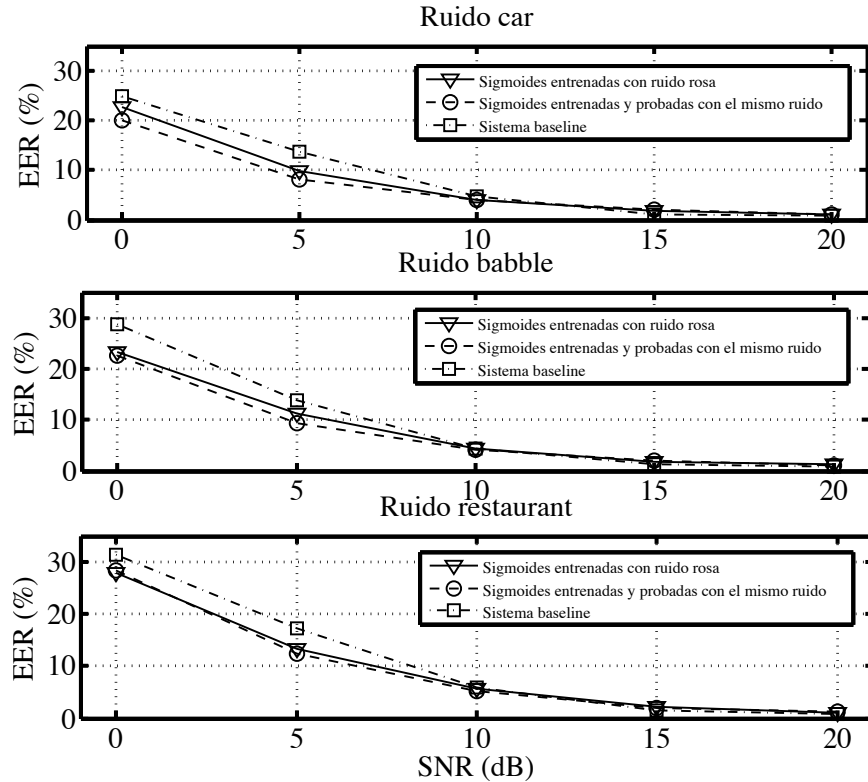 Ruido car
EER (%)
30
20
10
0
Sigmoides entrenadas con ruido rosa
Sigmoides entrenadas y probadas con el mismo ruido
Sistema baseline
0 5 10 15 20
Ruido babble
EER (%)
30
20
10
0
Sigmoides entrenadas con ruido rosa
Sigmoides entrenadas y probadas con el mismo ruido
Sistema baseline
0 5 10 15 20
Ruido restaurant
EER (%)
30
20
10
0
Sigmoides entrenadas con ruido rosa
Sigmoides entrenadas y probadas con el mismo ruido
Sistema baseline
0 5 10 15 20
SNR (dB)